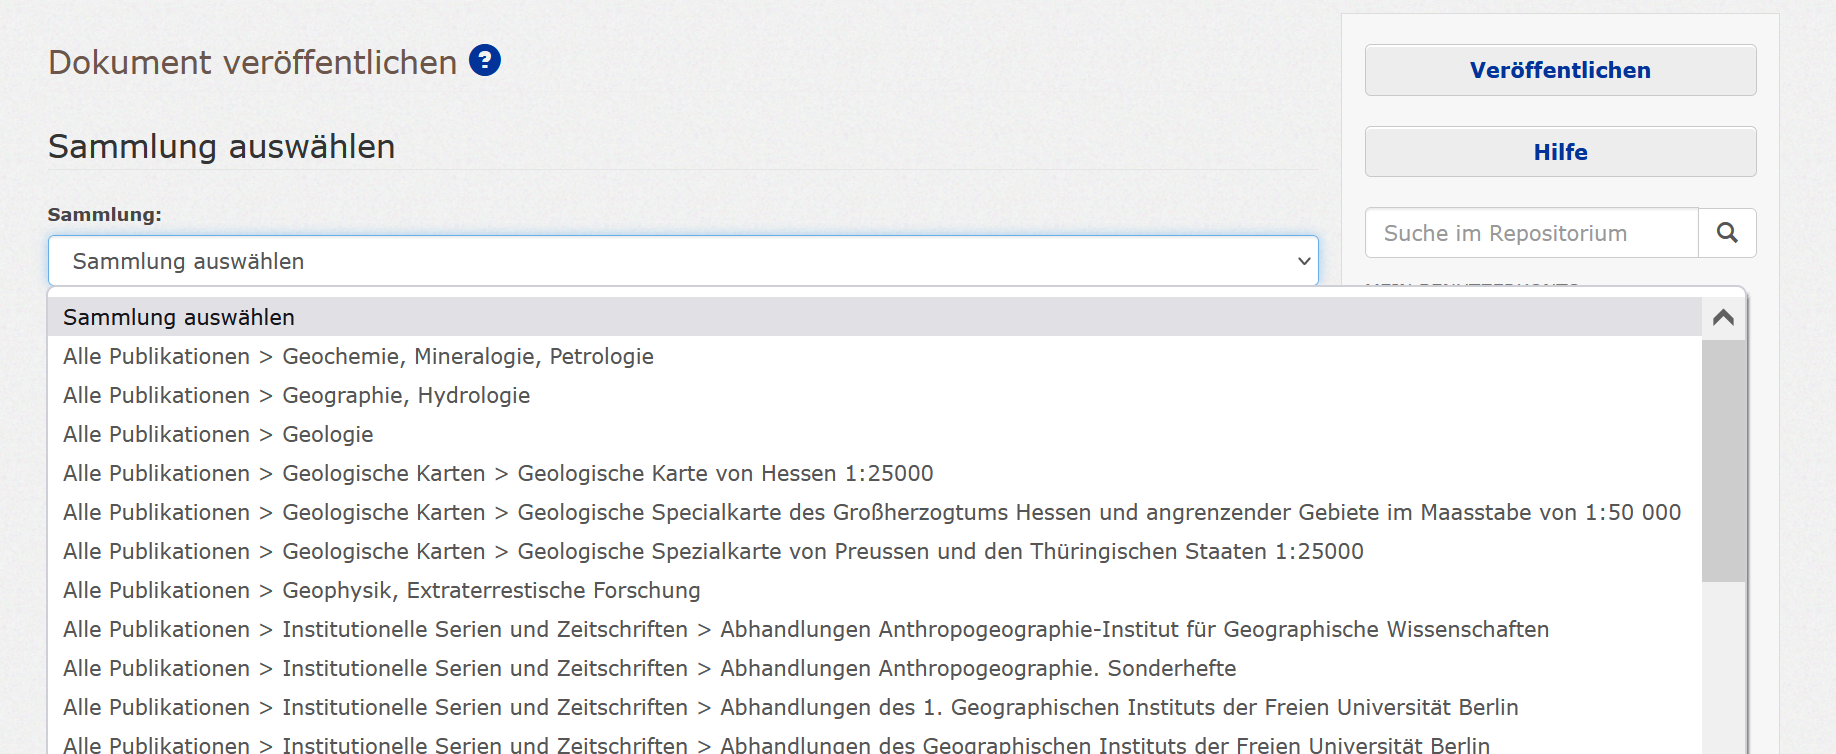 Dokument veröffentlichen ?
Sammlung auswählen
Sammlung:
Sammlung auswählen
Sammlung auswählen
Alle Publikationen > Geochemie, Mineralogie, Petrologie
Alle Publikationen > Geographie, Hydrologie
Alle Publikationen > Geologie
Alle Publikationen > Geologische Karten > Geologische Karte von Hessen 1:25000
Alle Publikationen > Geologische Karten > Geologische Specialkarte des Großherzogtums Hessen und angrenzender Gebiete im Maasstabe von 1:50 000
Alle Publikationen > Geologische Karten > Geologische Spezialkarte von Preussen und den Thüringischen Staaten 1:25000
Alle Publikationen > Geophysik, Extraterrestische Forschung
Alle Publikationen > Institutionelle Serien und Zeitschriften > Abhandlungen Anthropogeographie-Institut für Geographische Wissenschaften
Alle Publikationen > Institutionelle Serien und Zeitschriften > Abhandlungen Anthropogeographie. Sonderhefte
Alle Publikationen > Institutionelle Serien und Zeitschriften > Abhandlungen des 1. Geographischen Instituts der Freien Universität Berlin
Alle Publikationen > Institutionelle Serien und Zeitschriften > Abhandlungen des Geographischen Instituts der Freien Universität Berlin
Veröffentlichen
Hilfe
Suche im Repositorium